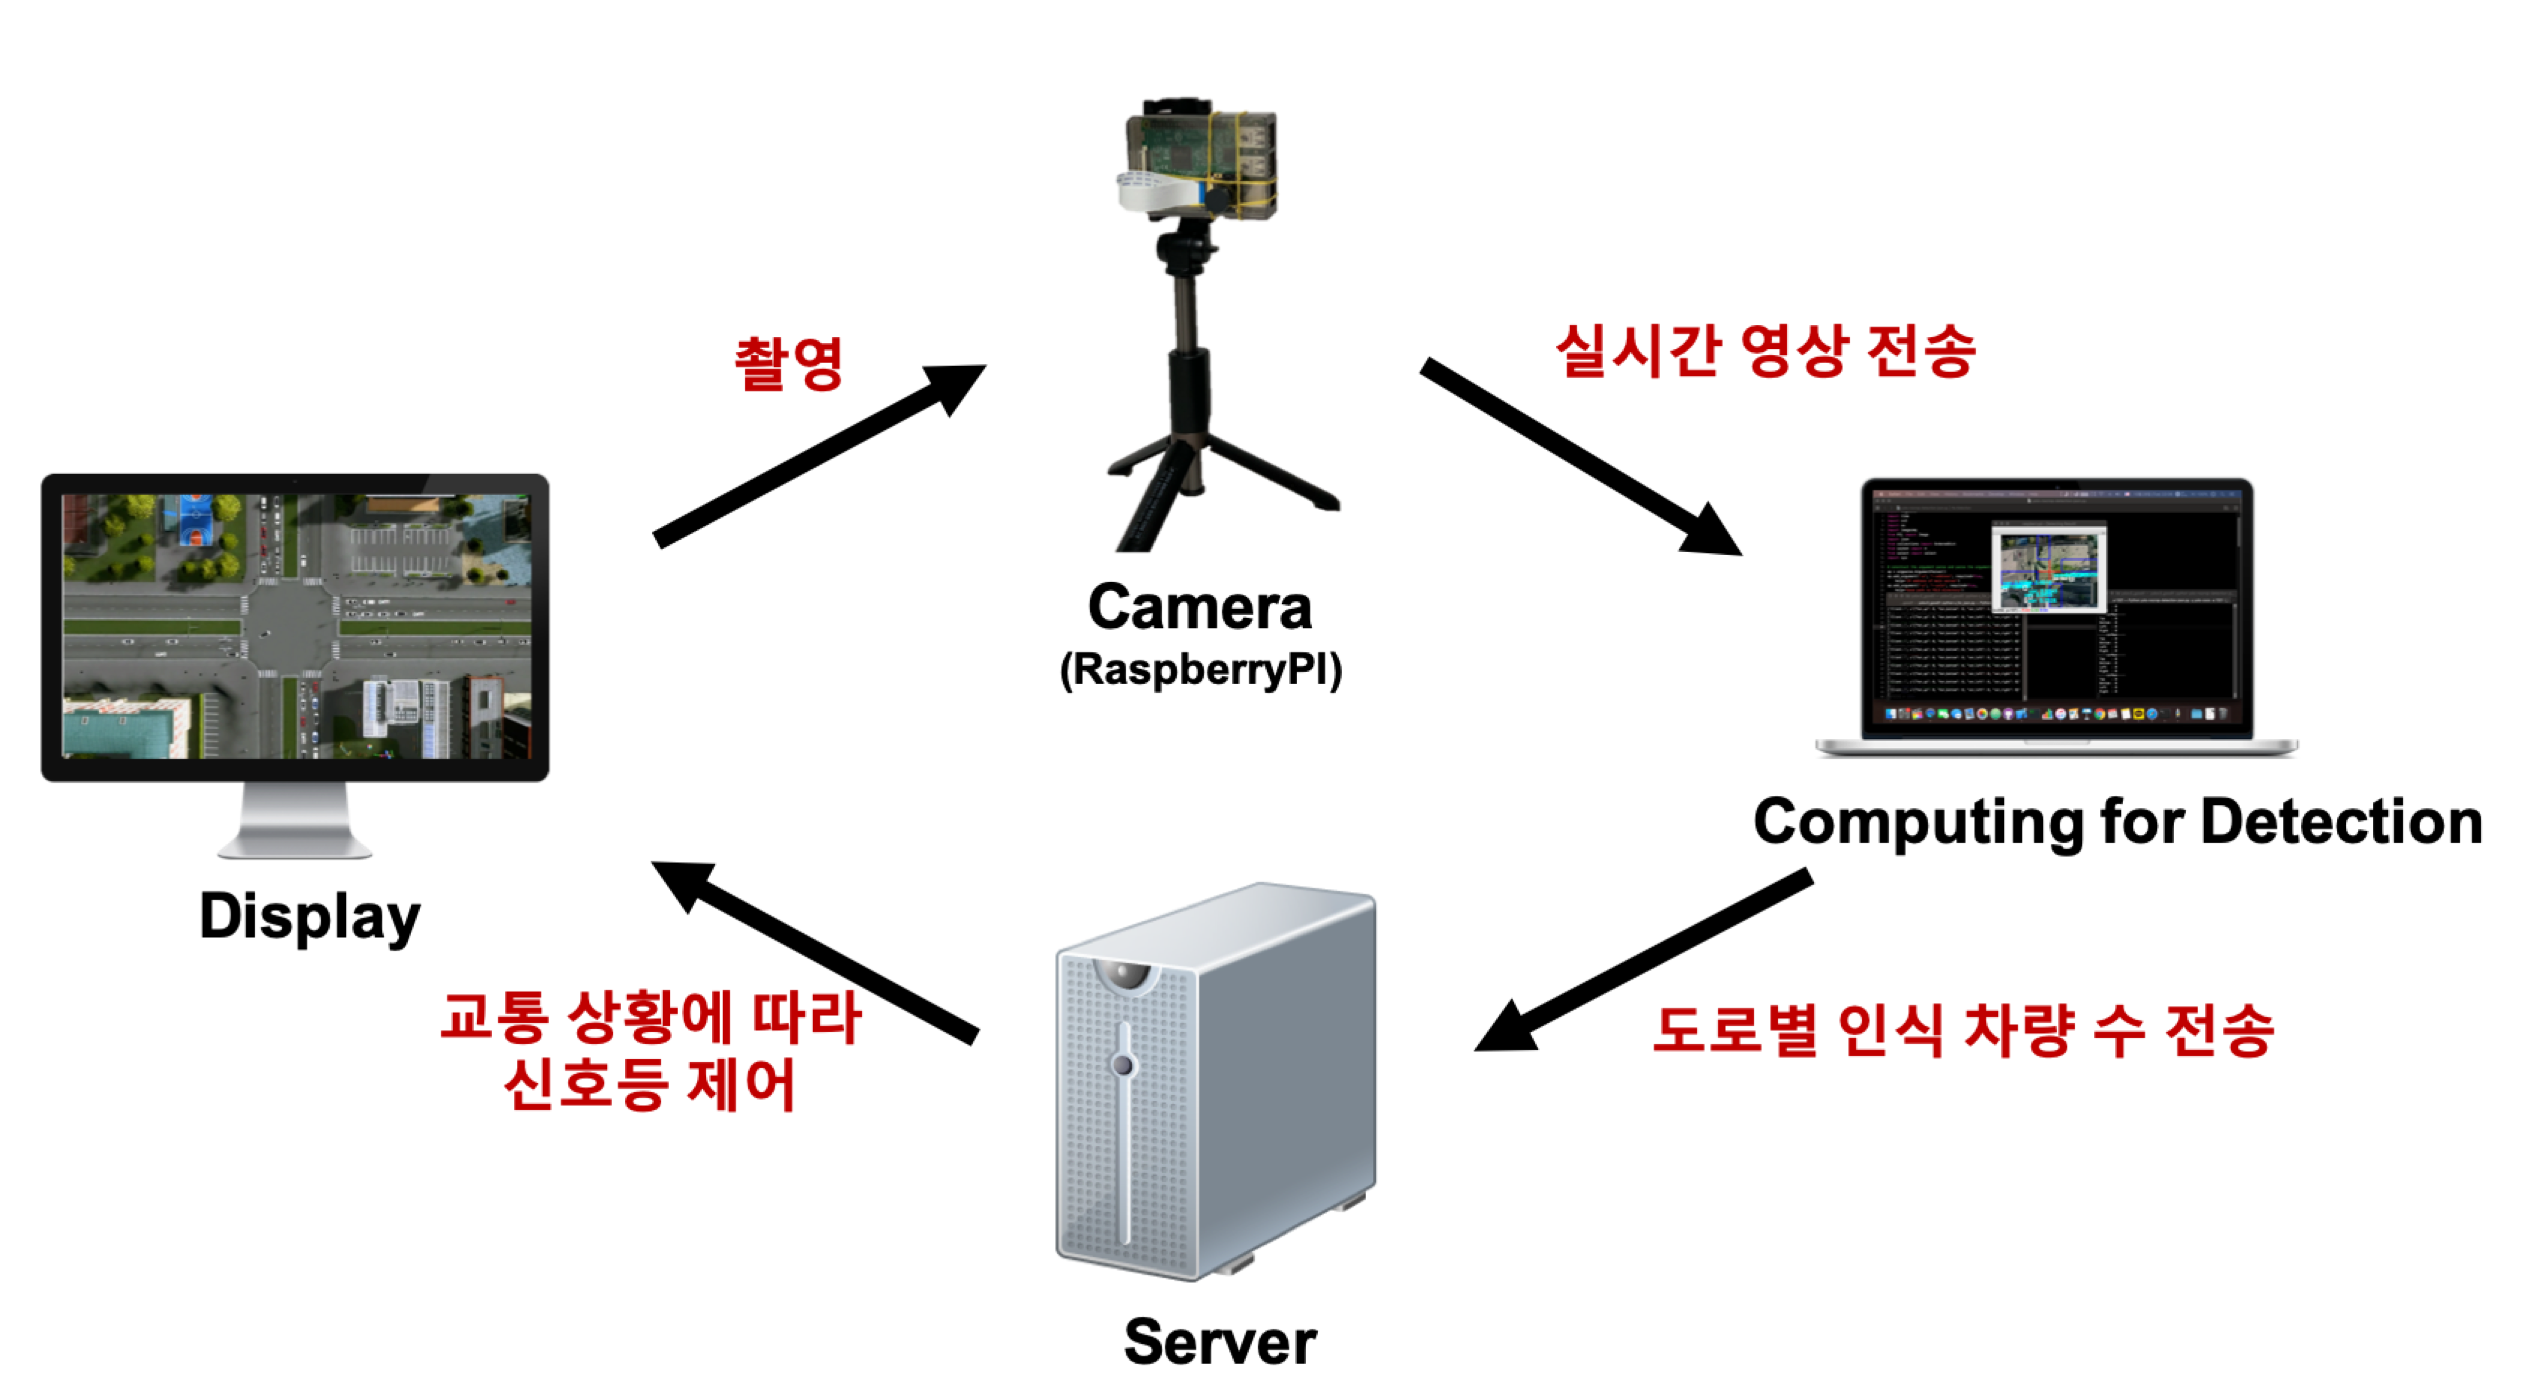 촬영
실시간 영상 전송
Camera
(RaspberryPI)
Computing for Detection
Display
교통 상황에 따라
신호등 제어
도로별 인식 차량 수 전송
Server